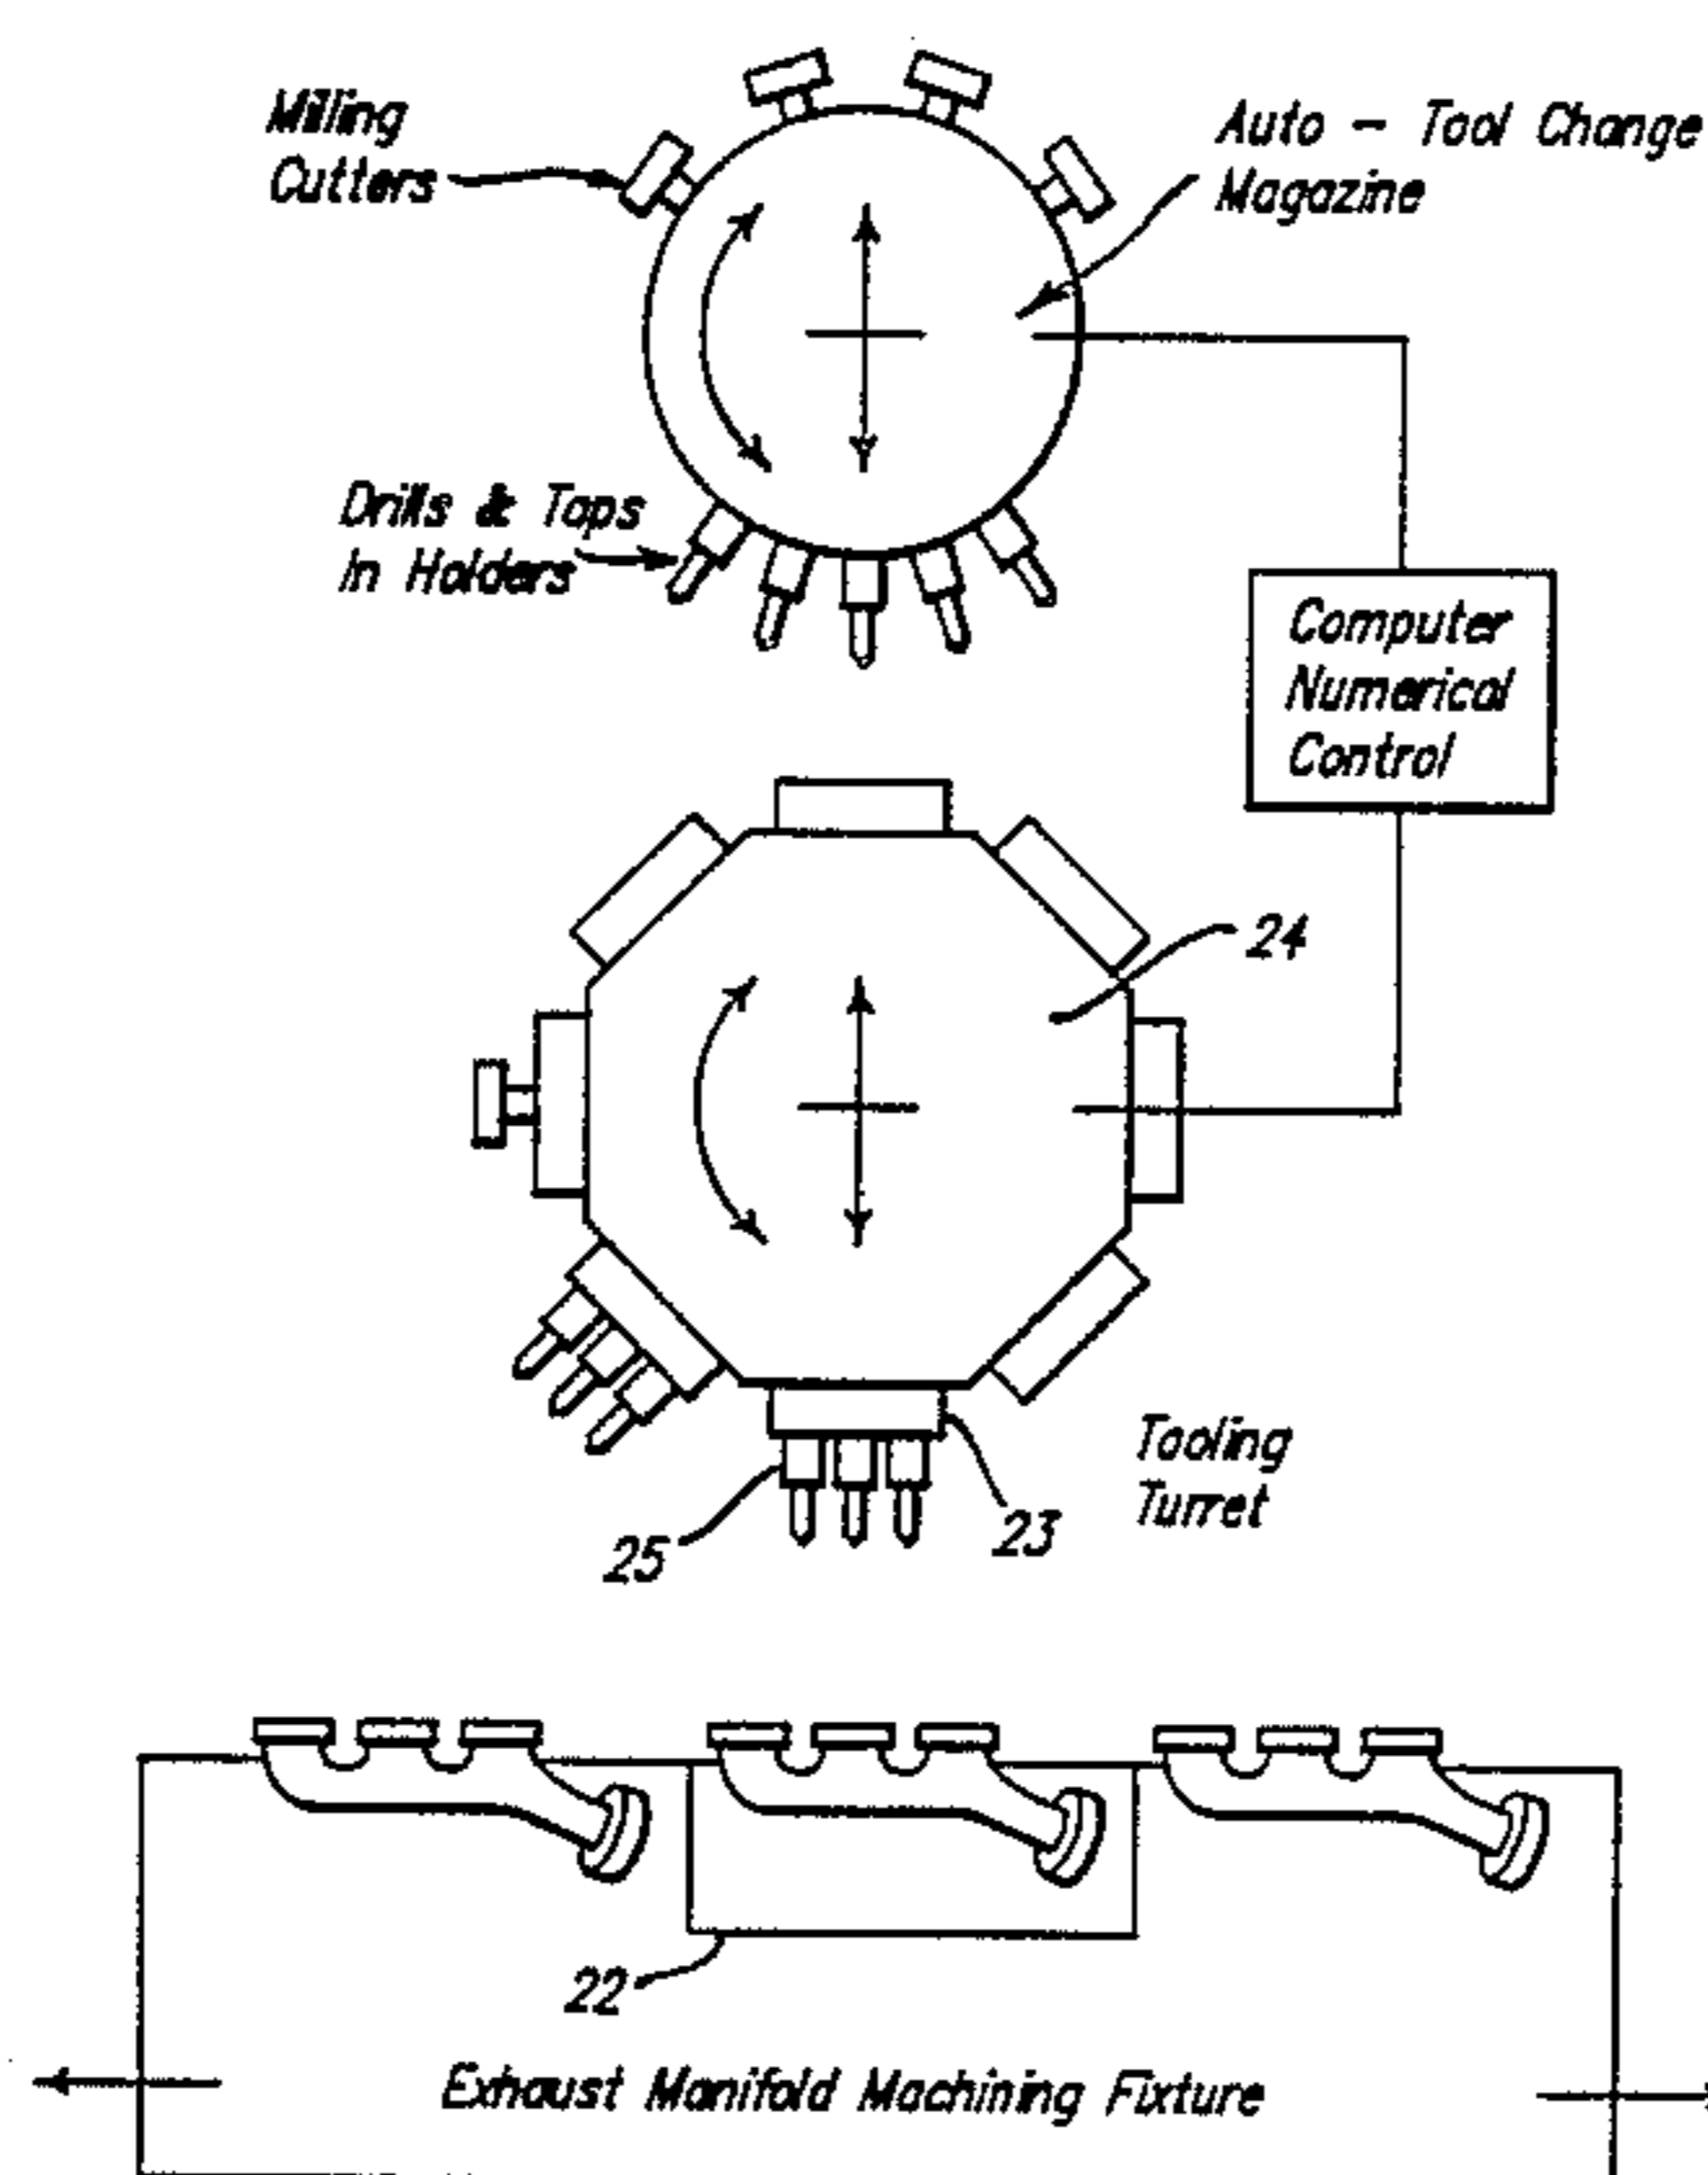 Milling
Cutters
Auto - Tool Change
Magazine
Drills & Taps
In Holders
Computer
Numerical
Control
24
Tooling
Turret
25
23
22
Exhaust Manifold Machining Fixture